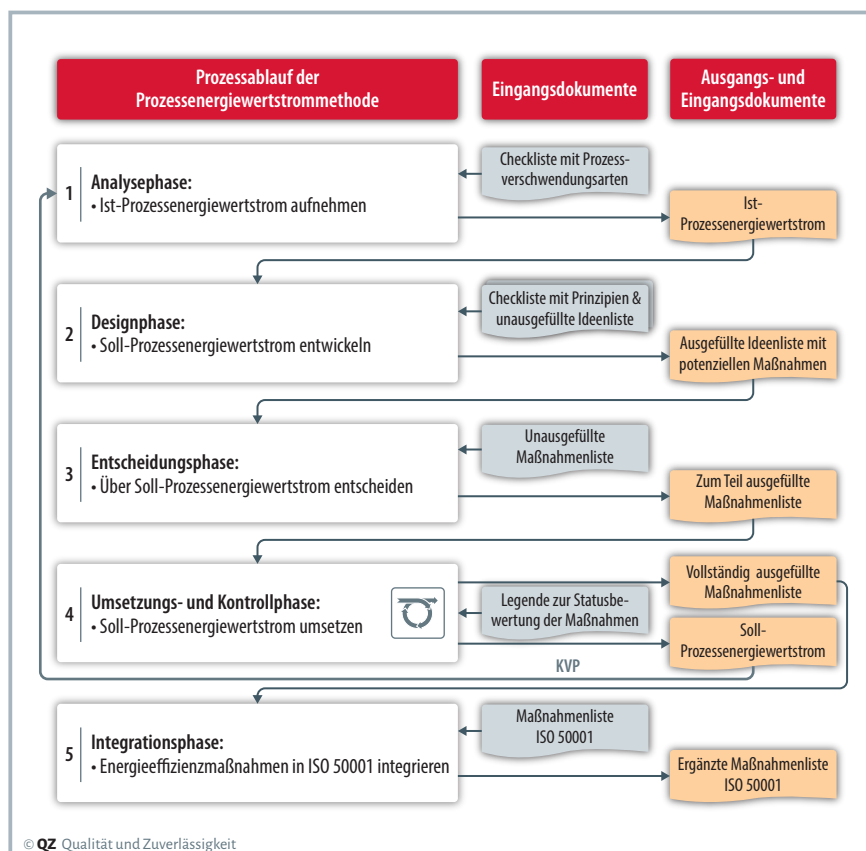 Prozessablauf der
Prozessenergiewertstrommethode
Eingangsdokumente
Ausgangs- und
Eingangsdokumente
1
Analysephase:
• Ist-Prozessenergiewertstrom aufnehmen
Checkliste mit Prozess-
verschwendungsarten
Ist-
Prozessenergiewertstrom
2
Designphase:
• Soll-Prozessenergiewertstrom entwickeln
Checkliste mit Prinzipien &
unausgefüllte Ideenliste
Ausgefüllte Ideenliste mit
potenziellen Maßnahmen
3
Entscheidungsphase:
• Über Soll-Prozessenergiewertstrom entscheiden
Unausgefüllte
Maßnahmenliste
Zum Teil ausgefüllte
Maßnahmenliste
4
Umsetzungs- und Kontrollphase:
• Soll-Prozessenergiewertstrom umsetzen
Legende zur Statusbe-
wertung der Maßnahmen
Vollständig ausgefüllte
Maßnahmenliste
Soll-
Prozessenergiewertstrom
KVP
5
Integrationsphase:
• Energieeffizienzmaßnahmen in ISO 50001 integrieren
Maßnahmenliste
ISO 50001
Ergänzte Maßnahmenliste
ISO 50001
© QZ Qualität und Zuverlässigkeit